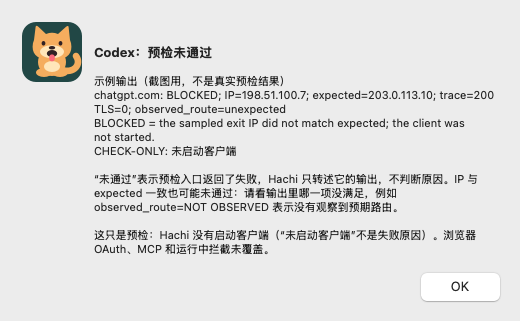 Codex：预检未通过
示例输出（截图用，不是真实预检结果）
chatgpt.com: BLOCKED; IP=198.51.100.7; expected=203.0.113.10; trace=200
TLS=0; observed_route=unexpected
BLOCKED = the sampled exit IP did not match expected; the client was
not started.
CHECK-ONLY: 未启动客户端
“未通过”表示预检入口返回了失败，Hachi 只转述它的输出，不判断原因。IP 与
expected 一致也可能未通过：请看输出里哪一项没满足，例如
observed_route=NOT OBSERVED 表示没有观察到预期路由。
这只是预检：Hachi 没有启动客户端（“未启动客户端”不是失败原因）。浏览器
OAuth、MCP 和运行中拦截未覆盖。
OK